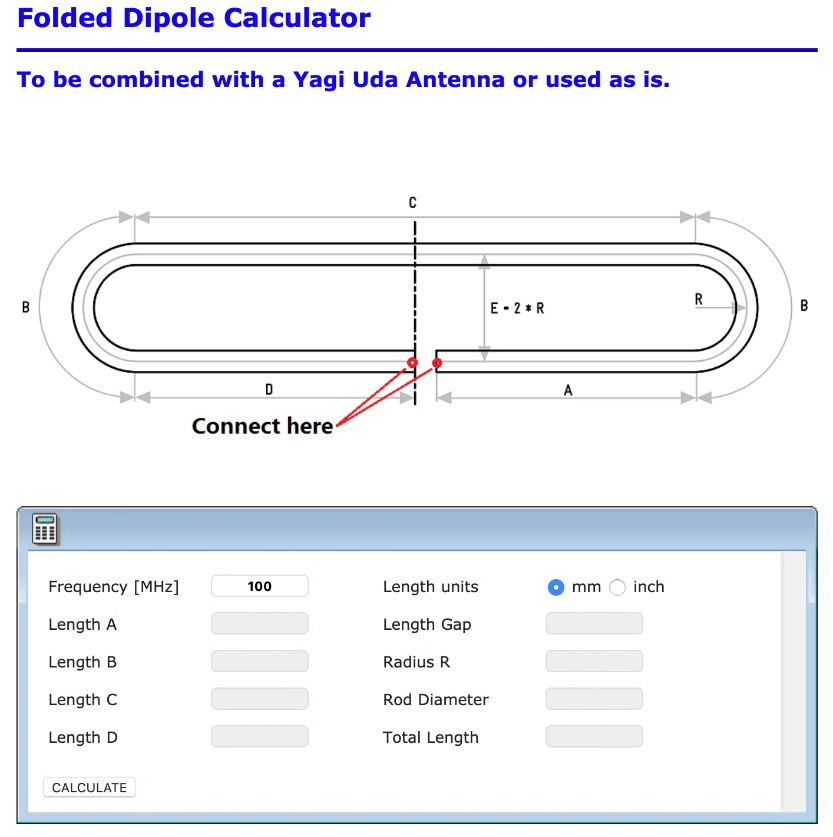 Folded Dipole Calculator
To be combined with a Yagi Uda Antenna or used as is.
C
B
E - 2 * R
R
B
D
A
Connect here
Frequency [MHz] 100 Length units mm inch
Length A Length Gap
Length B Radius R
Length C Rod Diameter
Length D Total Length
CALCULATE